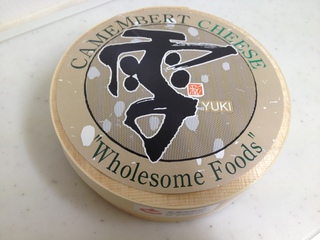 CAMEMBERT CHEESE
雪
YUKI
"Wholesome Foods"